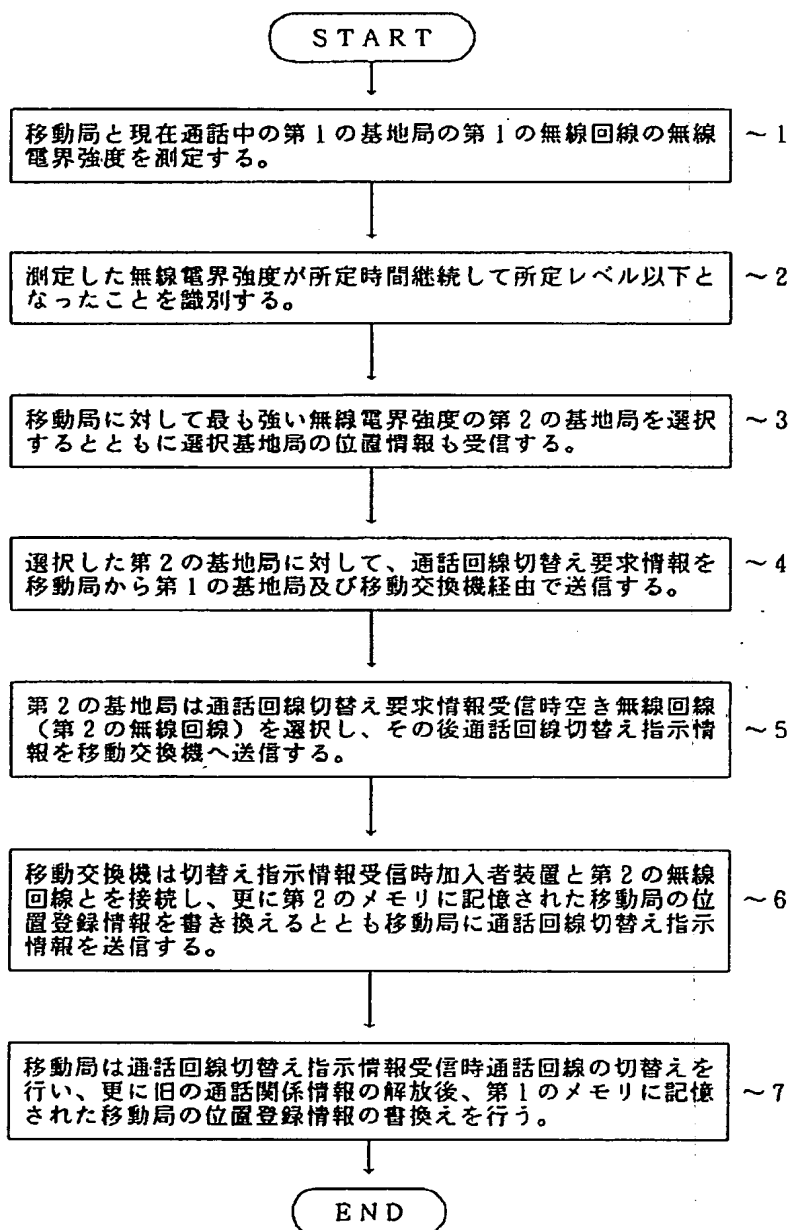 START
移動局と現在通話中の第1の基地局の第1の無線回線の無線
電界強度を測定する。
~1
測定した無線電界強度が所定時間継続して所定レベル以下と
なったことを識別する。
~2
移動局に対して最も強い無線電界強度の第2の基地局を選択
するとともに選択基地局の位置情報も受信する。
~3
選択した第2の基地局に対して、通話回線切替え要求情報を
移動局から第1の基地局及び移動交換機経由で送信する。
~4
第2の基地局は通話回線切替え要求情報受信時空き無線回線
(第2の無線回線)を選択し、その後通話回線切替え指示情
報を移動交換機へ送信する。
~5
移動交換機は切替え指示情報受信時加入者装置と第2の無線
回線とを接続し、更に第2のメモリに記憶された移動局の位
置登録情報を書き換えるととも移動局に通話回線切替え指示
情報を送信する。
~6
移動局は通話回線切替え指示情報受信時通話回線の切替えを
行い、更に旧の通話関係情報の解放後、第1のメモリに記憶
された移動局の位置登録情報の書換えを行う。
~7
END